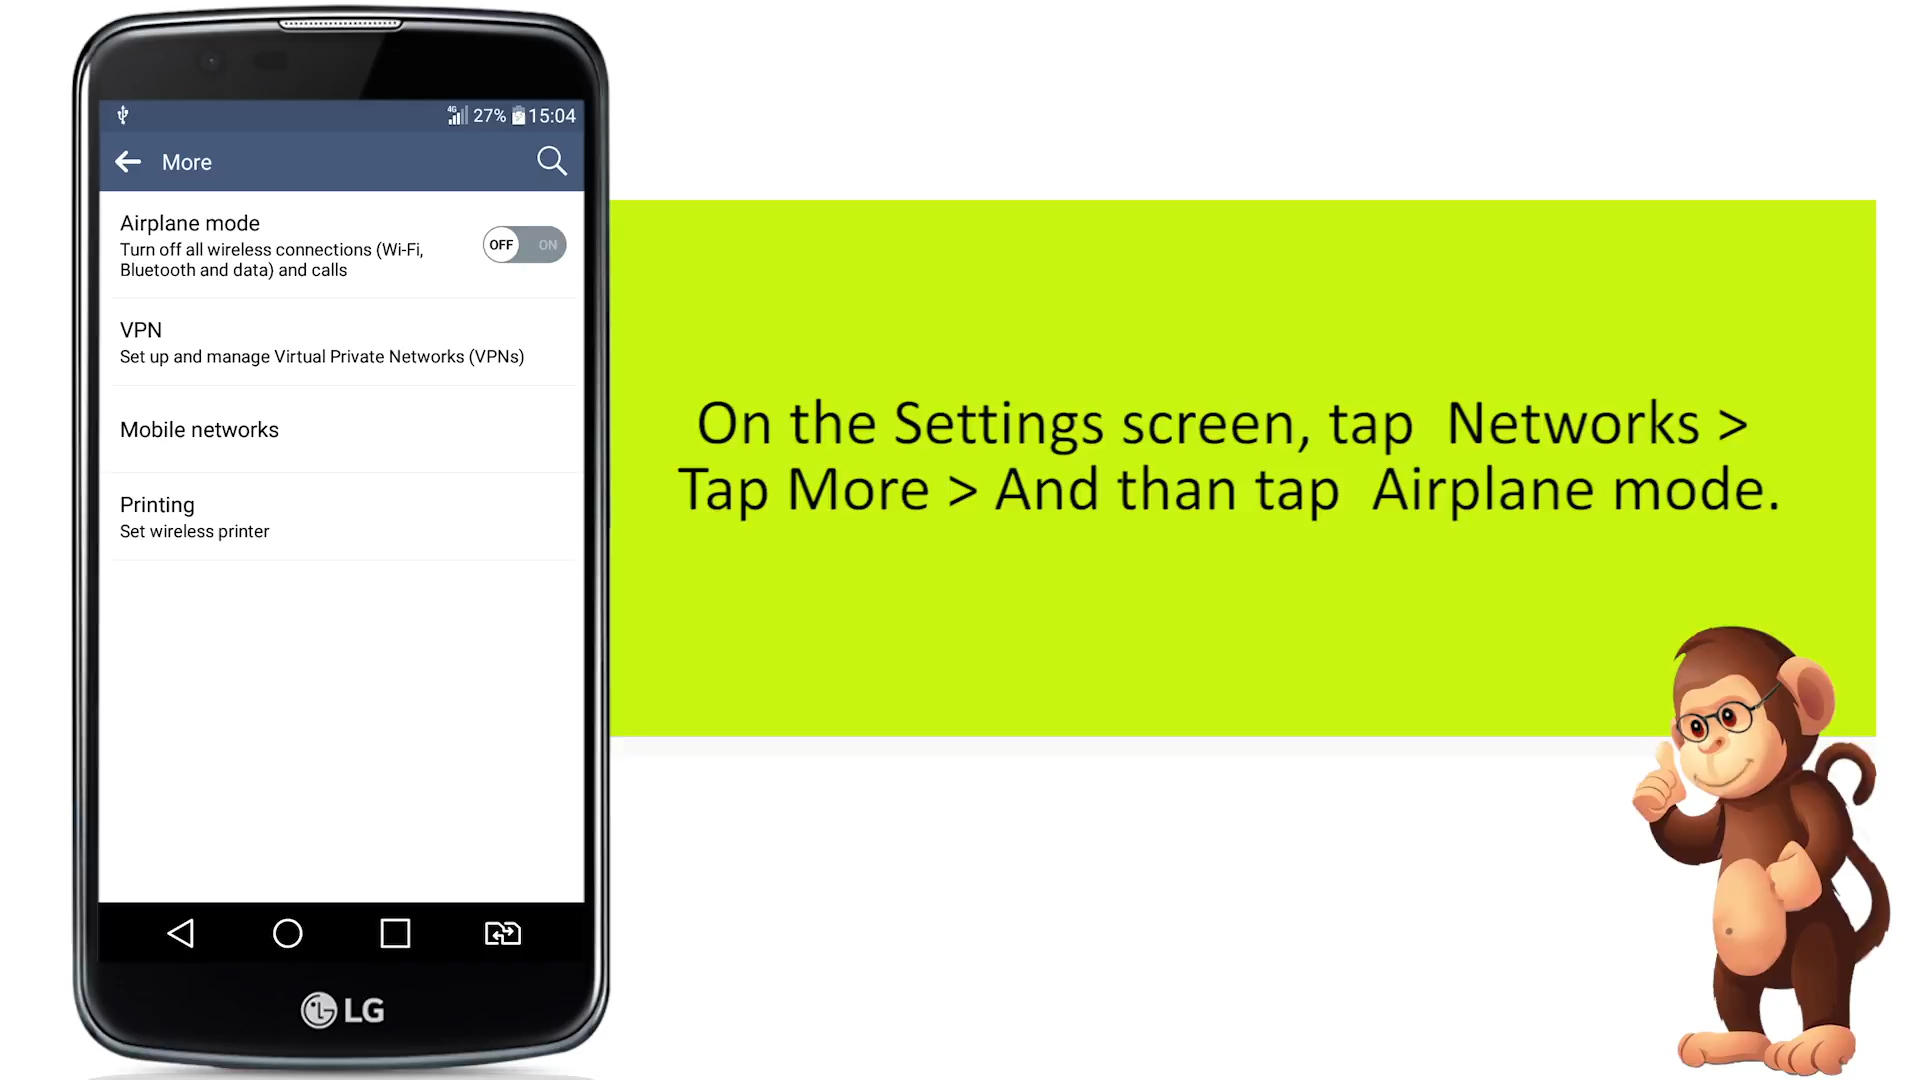 4G 27% 15:04
More
Airplane mode
Turn off all wireless connections (Wi-Fi,
Bluetooth and data) and calls
OFF ON
VPN
Set up and manage Virtual Private Networks (VPNs)
Mobile networks
Printing
Set wireless printer
LG
On the Settings screen, tap Networks >
Tap More > And than tap Airplane mode.